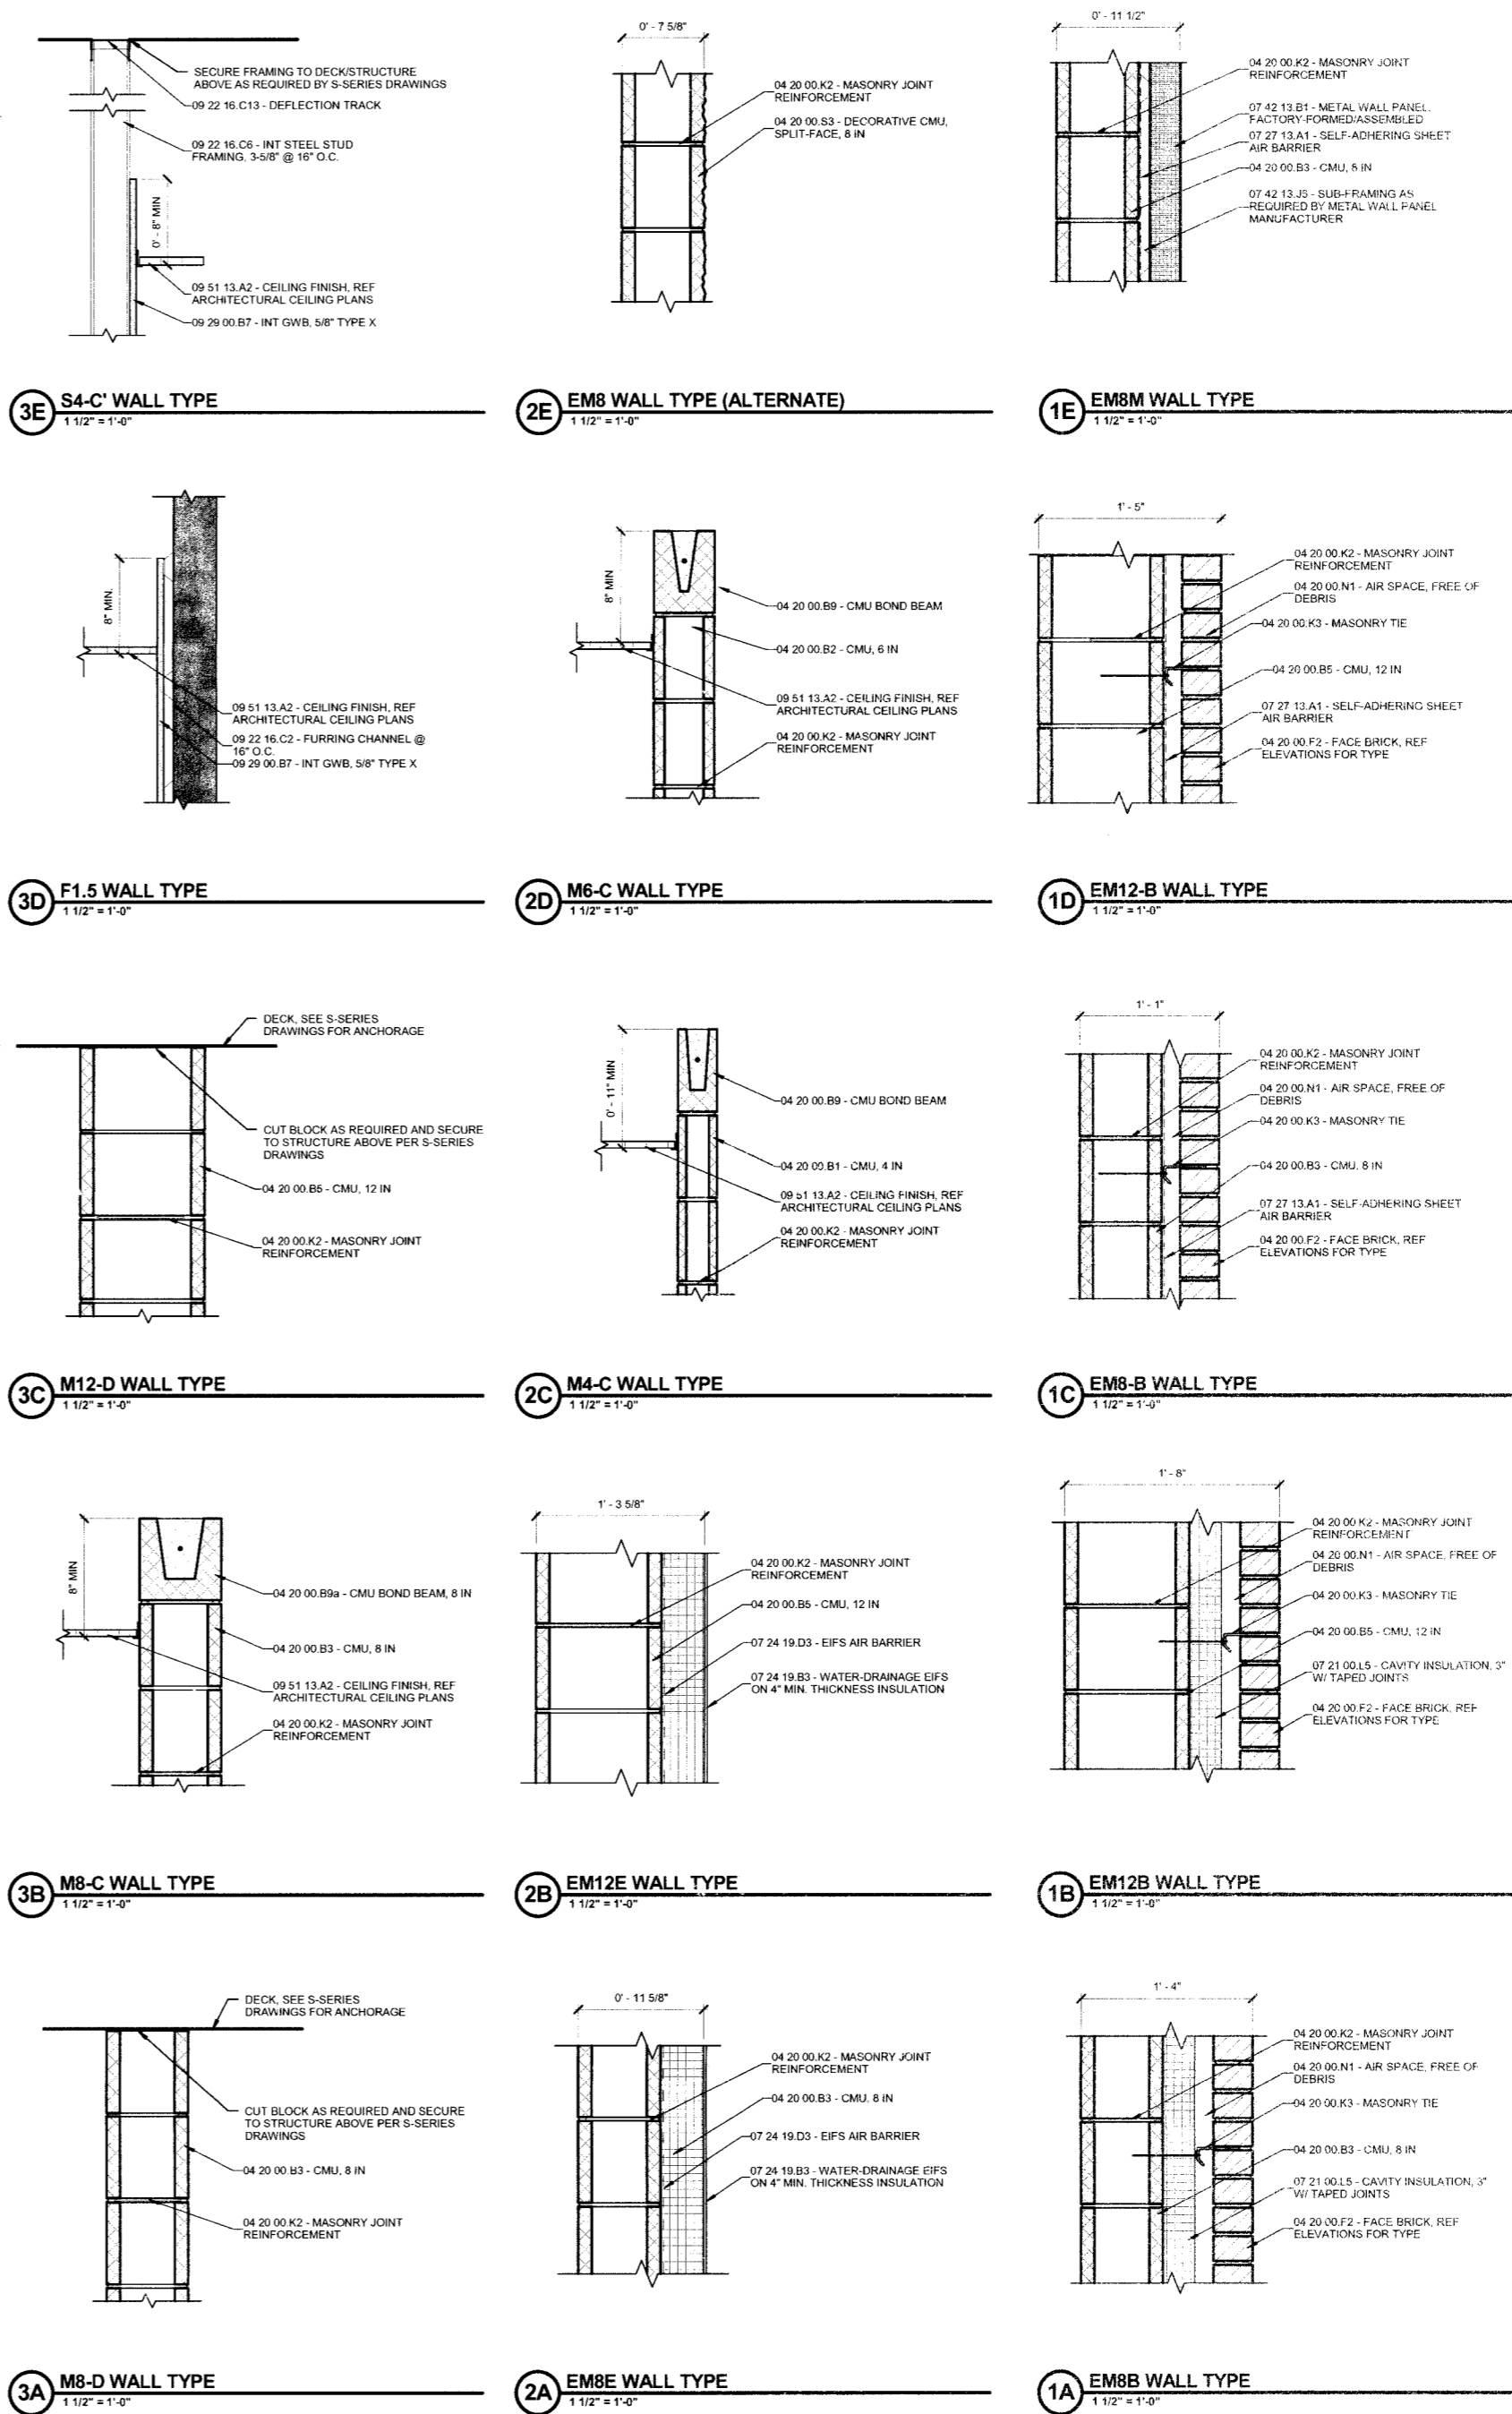 SECURE FRAMING TO DECK/STRUCTURE
ABOVE AS REQUIRED BY S-SERIES DRAWINGS
09 22 16.C13 - DEFLECTION TRACK
09 22 16.C6 - INT STEEL STUD
FRAMING, 3-5/8" @ 16" O.C.
0' - 8" MIN
09 51 13.A2 - CEILING FINISH, REF
ARCHITECTURAL CEILING PLANS
09 29 00.B7 - INT GWB, 5/8" TYPE X
3E
S4-C' WALL TYPE
1 1/2" = 1'-0"
0' - 7 5/8"
04 20 00.K2 - MASONRY JOINT
REINFORCEMENT
04 20 00.S3 - DECORATIVE CMU,
SPLIT-FACE, 8 IN
2E
EM8 WALL TYPE (ALTERNATE)
1 1/2" = 1'-0"
0' - 11 1/2"
04 20 00.K2 - MASONRY JOINT
REINFORCEMENT
07 42 13.B1 - METAL WALL PANEL,
FACTORY-FORMED/ASSEMBLED
07 27 13.A1 - SELF-ADHERING SHEET
AIR BARRIER
04 20 00.B3 - CMU, 8 IN
07 42 13.J5 - SUB-FRAMING AS
REQUIRED BY METAL WALL PANEL
MANUFACTURER
1E
EM8M WALL TYPE
1 1/2" = 1'-0"
8" MIN.
09 51 13.A2 - CEILING FINISH, REF
ARCHITECTURAL CEILING PLANS
09 22 16.C2 - FURRING CHANNEL @
16" O.C.
09 29 00.B7 - INT GWB, 5/8" TYPE X
3D
F1.5 WALL TYPE
1 1/2" = 1'-0"
8" MIN
04 20 00.B9 - CMU BOND BEAM
04 20 00.B2 - CMU, 6 IN
09 51 13.A2 - CEILING FINISH, REF
ARCHITECTURAL CEILING PLANS
04 20 00.K2 - MASONRY JOINT
REINFORCEMENT
2D
M6-C WALL TYPE
1 1/2" = 1'-0"
1' - 5"
04 20 00.K2 - MASONRY JOINT
REINFORCEMENT
04 20 00.N1 - AIR SPACE, FREE OF
DEBRIS
04 20 00.K3 - MASONRY TIE
04 20 00.B5 - CMU, 12 IN
07 27 13.A1 - SELF-ADHERING SHEET
AIR BARRIER
04 20 00.F2 - FACE BRICK, REF
ELEVATIONS FOR TYPE
1D
EM12-B WALL TYPE
1 1/2" = 1'-0"
DECK, SEE S-SERIES
DRAWINGS FOR ANCHORAGE
CUT BLOCK AS REQUIRED AND SECURE
TO STRUCTURE ABOVE PER S-SERIES
DRAWINGS
04 20 00.B5 - CMU, 12 IN
04 20 00.K2 - MASONRY JOINT
REINFORCEMENT
3C
M12-D WALL TYPE
1 1/2" = 1'-0"
0' - 11" MIN
04 20 00.B9 - CMU BOND BEAM
04 20 00.B1 - CMU, 4 IN
09 51 13.A2 - CEILING FINISH, REF
ARCHITECTURAL CEILING PLANS
04 20 00.K2 - MASONRY JOINT
REINFORCEMENT
2C
M4-C WALL TYPE
1 1/2" = 1'-0"
1' - 1"
04 20 00.K2 - MASONRY JOINT
REINFORCEMENT
04 20 00.N1 - AIR SPACE, FREE OF
DEBRIS
04 20 00.K3 - MASONRY TIE
04 20 00.B3 - CMU, 8 IN
07 27 13.A1 - SELF-ADHERING SHEET
AIR BARRIER
04 20 00.F2 - FACE BRICK, REF
ELEVATIONS FOR TYPE
1C
EM8-B WALL TYPE
1 1/2" = 1'-0"
8" MIN
04 20 00.B9a - CMU BOND BEAM, 8 IN
04 20 00.B3 - CMU, 8 IN
09 51 13.A2 - CEILING FINISH, REF
ARCHITECTURAL CEILING PLANS
04 20 00.K2 - MASONRY JOINT
REINFORCEMENT
3B
M8-C WALL TYPE
1 1/2" = 1'-0"
1' - 3 5/8"
04 20 00.K2 - MASONRY JOINT
REINFORCEMENT
04 20 00.B5 - CMU, 12 IN
07 24 19.D3 - EIFS AIR BARRIER
07 24 19.B3 - WATER-DRAINAGE EIFS
ON 4" MIN. THICKNESS INSULATION
2B
EM12E WALL TYPE
1 1/2" = 1'-0"
1' - 8"
04 20 00.K2 - MASONRY JOINT
REINFORCEMENT
04 20 00.N1 - AIR SPACE, FREE OF
DEBRIS
04 20 00.K3 - MASONRY TIE
04 20 00.B5 - CMU, 12 IN
07 21 00.L5 - CAVITY INSULATION, 3"
W/ TAPED JOINTS
04 20 00.F2 - FACE BRICK, REF
ELEVATIONS FOR TYPE
1B
EM12B WALL TYPE
1 1/2" = 1'-0"
DECK, SEE S-SERIES
DRAWINGS FOR ANCHORAGE
CUT BLOCK AS REQUIRED AND SECURE
TO STRUCTURE ABOVE PER S-SERIES
DRAWINGS
04 20 00.B3 - CMU, 8 IN
04 20 00.K2 - MASONRY JOINT
REINFORCEMENT
3A
M8-D WALL TYPE
1 1/2" = 1'-0"
0' - 11 5/8"
04 20 00.K2 - MASONRY JOINT
REINFORCEMENT
04 20 00.B3 - CMU, 8 IN
07 24 19.D3 - EIFS AIR BARRIER
07 24 19.B3 - WATER-DRAINAGE EIFS
ON 4" MIN. THICKNESS INSULATION
2A
EM8E WALL TYPE
1 1/2" = 1'-0"
1' - 4"
04 20 00.K2 - MASONRY JOINT
REINFORCEMENT
04 20 00.N1 - AIR SPACE, FREE OF
DEBRIS
04 20 00.K3 - MASONRY TIE
04 20 00.B3 - CMU, 8 IN
07 21 00.L5 - CAVITY INSULATION, 3"
W/ TAPED JOINTS
04 20 00.F2 - FACE BRICK, REF
ELEVATIONS FOR TYPE
1A
EM8B WALL TYPE
1 1/2" = 1'-0"